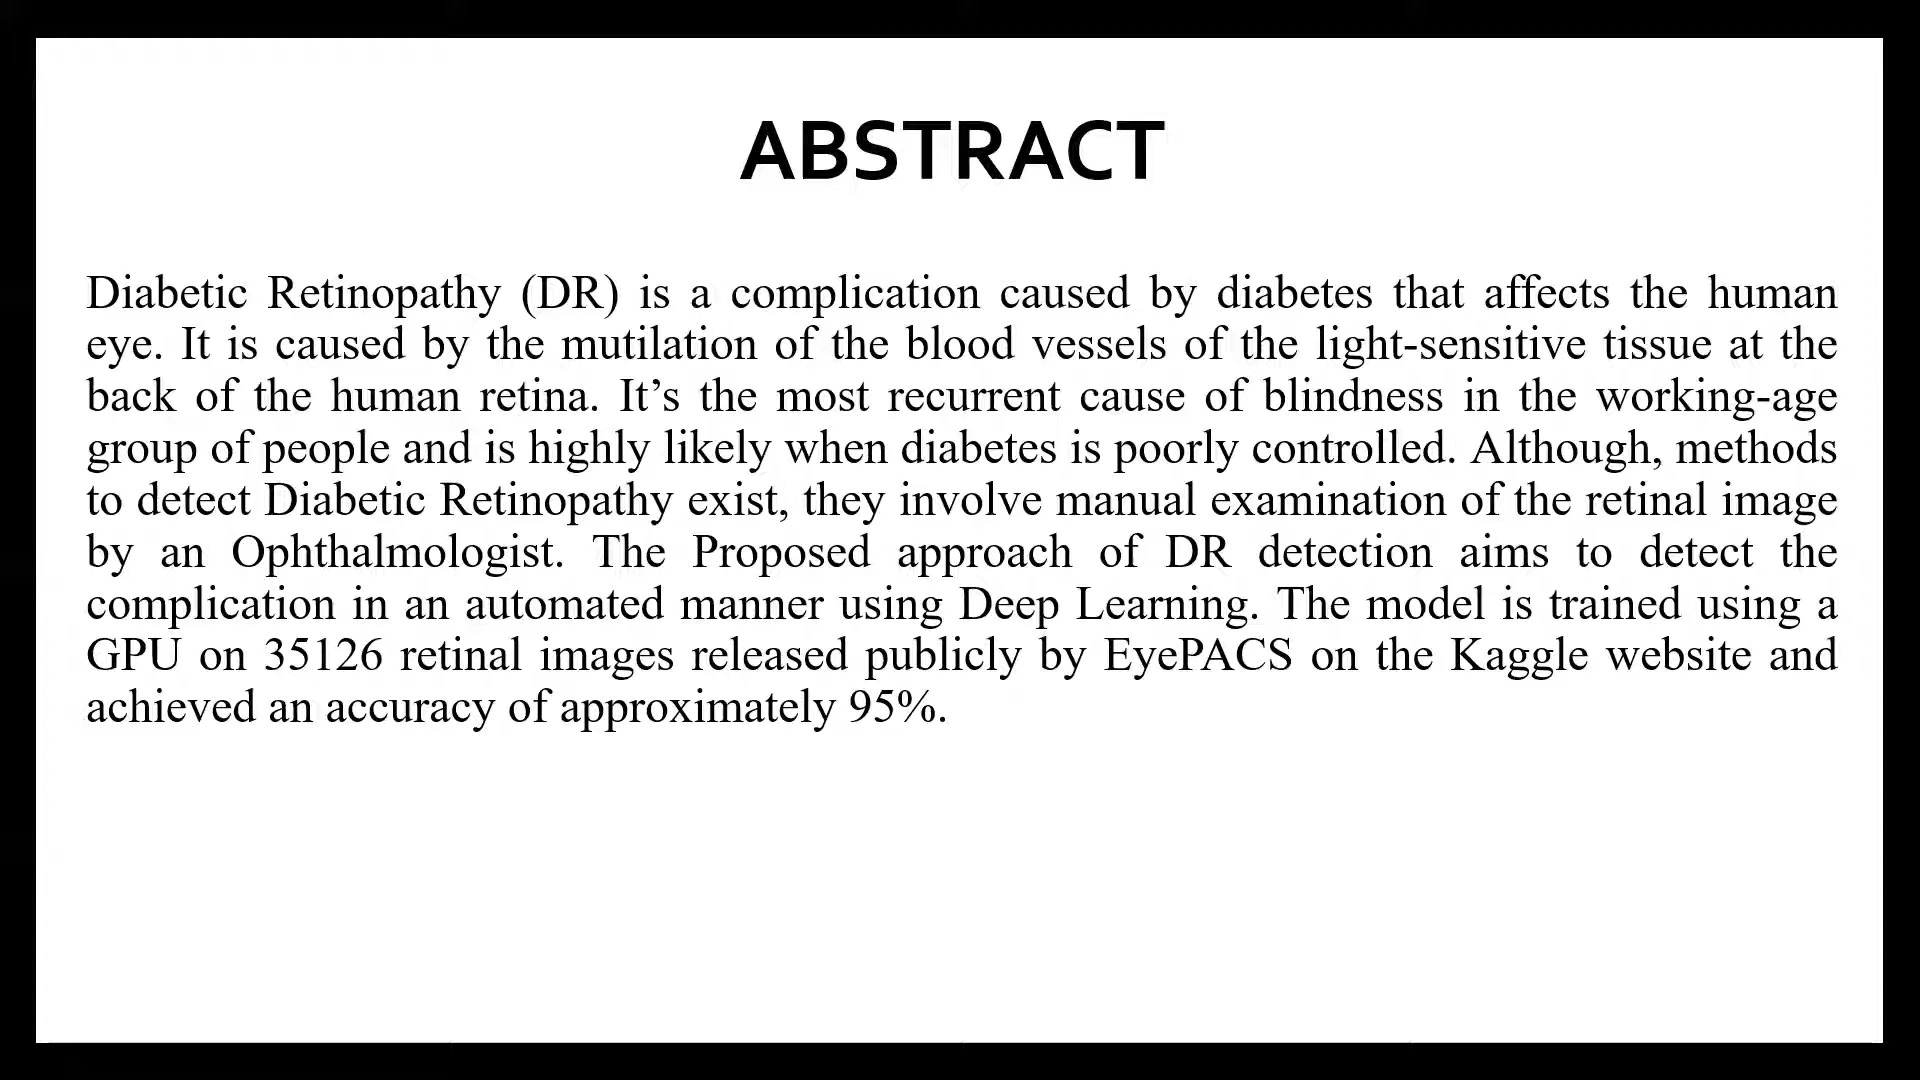 ABSTRACT
Diabetic Retinopathy (DR) is a complication caused by diabetes that affects the human
eye. It is caused by the mutilation of the blood vessels of the light-sensitive tissue at the
back of the human retina. It’s the most recurrent cause of blindness in the working-age
group of people and is highly likely when diabetes is poorly controlled. Although, methods
to detect Diabetic Retinopathy exist, they involve manual examination of the retinal image
by an Ophthalmologist. The Proposed approach of DR detection aims to detect the
complication in an automated manner using Deep Learning. The model is trained using a
GPU on 35126 retinal images released publicly by EyePACS on the Kaggle website and
achieved an accuracy of approximately 95%.